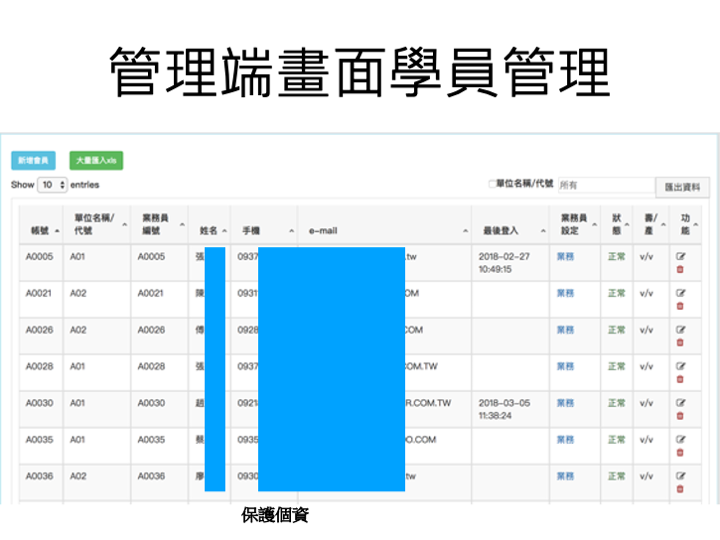 管理端畫面學員管理
新增會員 大量匯入xls
Show 10 entries 單位名稱/代號 所有 匯出資料
帳號 單位名稱/代號 業務員編號 姓名 手機 e-mail 最後登入 業務員設定 狀態 壽/產 功能
A0005 A01 A0005 張 0937 .tw 2018-02-27 業務 正常 v/v
10:49:15
A0021 A02 A0021 陳 0931 OM 業務 正常 v/v
A0026 A02 A0026 傅 0928 COM 業務 正常 v/v
A0028 A01 A0028 張 0937 OM.TW 業務 正常 v/v
A0030 A01 A0030 趙 0921 R.COM.TW 2018-03-05 業務 正常 v/v
11:38:24
A0035 A01 A0035 蔡 0935 O.COM 業務 正常 v/v
A0036 A02 A0036 廖 0930 tw 業務 正常 v/v
保護個資